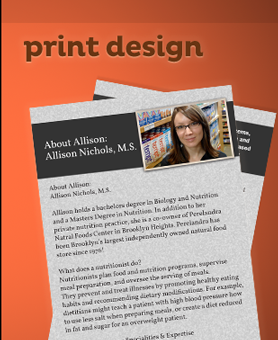 print design
About Allison:
Allison Nichols, M.S.
About Allison:
Allison Nichols, M.S.
Allison holds a bachelors degree in Biology and Nutrition
and a Masters Degree in Nutrition. In addition to her
private nutrition practice, she is a co-owner of Perelandra
Natral Foods Center in Brooklyn Heights. Perelandra has
been Brooklyn's largest independently owned natural food
store since 1976!
What does a nutritionist do?
Nutritionists plan food and nutrition programs, supervise
meal preparation, and oversee the serving of meals.
They prevent and treat illnesses by promoting healthy eating
habits and recommending dietary modifications. For example,
dietitians might teach a patient with high blood pressure how
to use less salt when preparing meals, or create a diet reduced
in fat and sugar for an overweight patient.
Specialities & Expertise